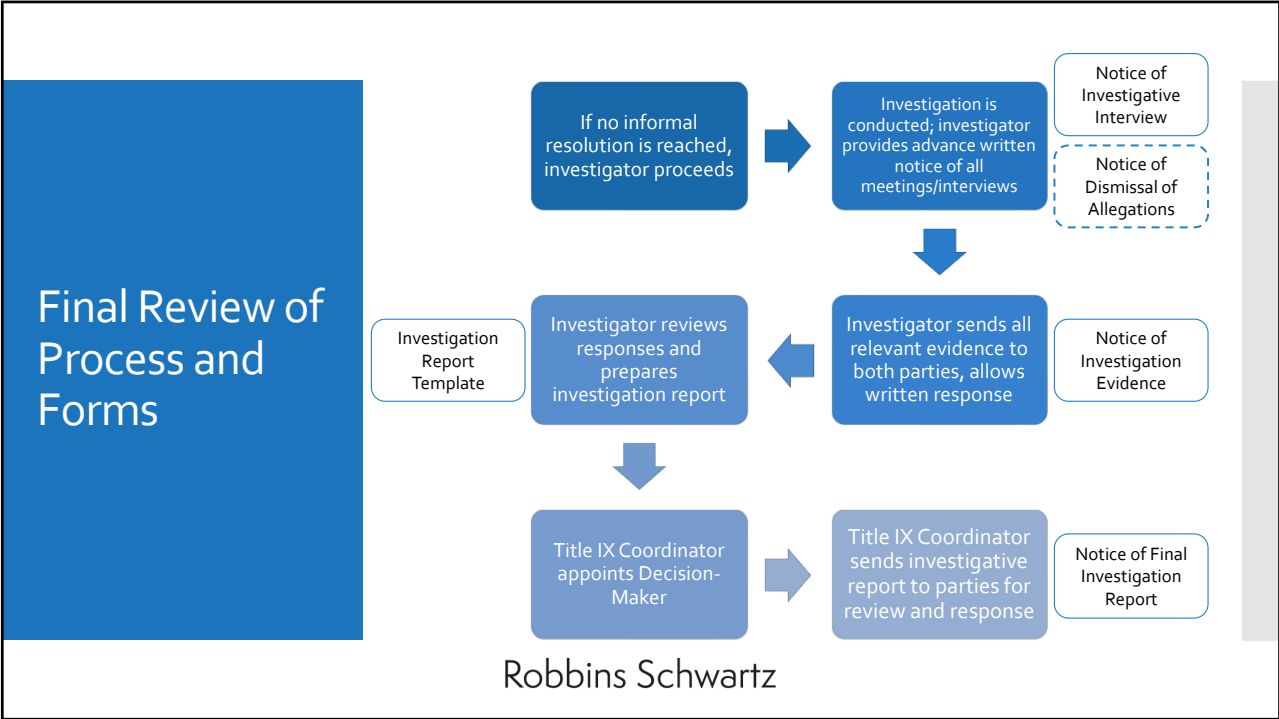 Final Review of
Process and
Forms
If no informal
resolution is reached,
investigator proceeds
Investigation is
conducted; investigator
provides advance written
notice of all
meetings/interviews
Notice of
Investigative
Interview
Notice of
Dismissal of
Allegations
Investigator sends all
relevant evidence to
both parties, allows
written response
Notice of
Investigation
Evidence
Investigator reviews
responses and
prepares
investigation report
Investigation
Report
Template
Title IX Coordinator
appoints Decision-
Maker
Title IX Coordinator
sends investigative
report to parties for
review and response
Notice of Final
Investigation
Report
Robbins Schwartz